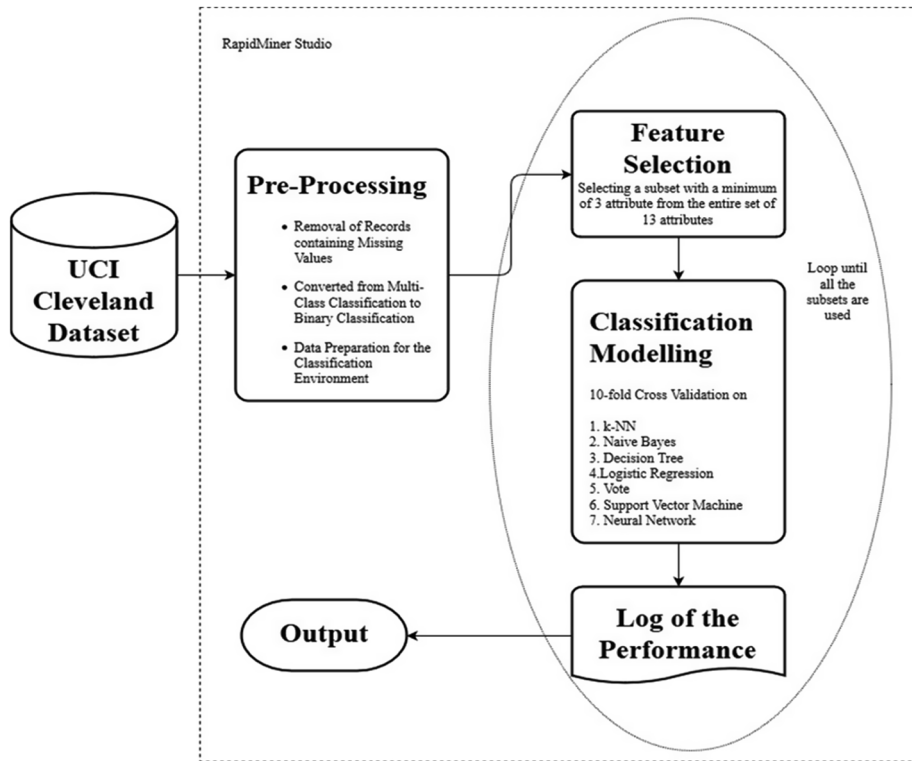 RapidMiner Studio
UCI
Cleveland
Dataset
Pre-Processing
• Removal of Records
containing Missing
Values
• Converted from Multi-
Class Classification to
Binary Classification
• Data Preparation for the
Classification
Environment
Feature
Selection
Selecting a subset with a minimum
of 3 attribute from the entire set of
13 attributes
Loop until
all the
subsets are
used
Classification
Modelling
10-fold Cross Validation on
1. k-NN
2. Naive Bayes
3. Decision Tree
4.Logistic Regression
5. Vote
6. Support Vector Machine
7. Neural Network
Log of the
Performance
Output